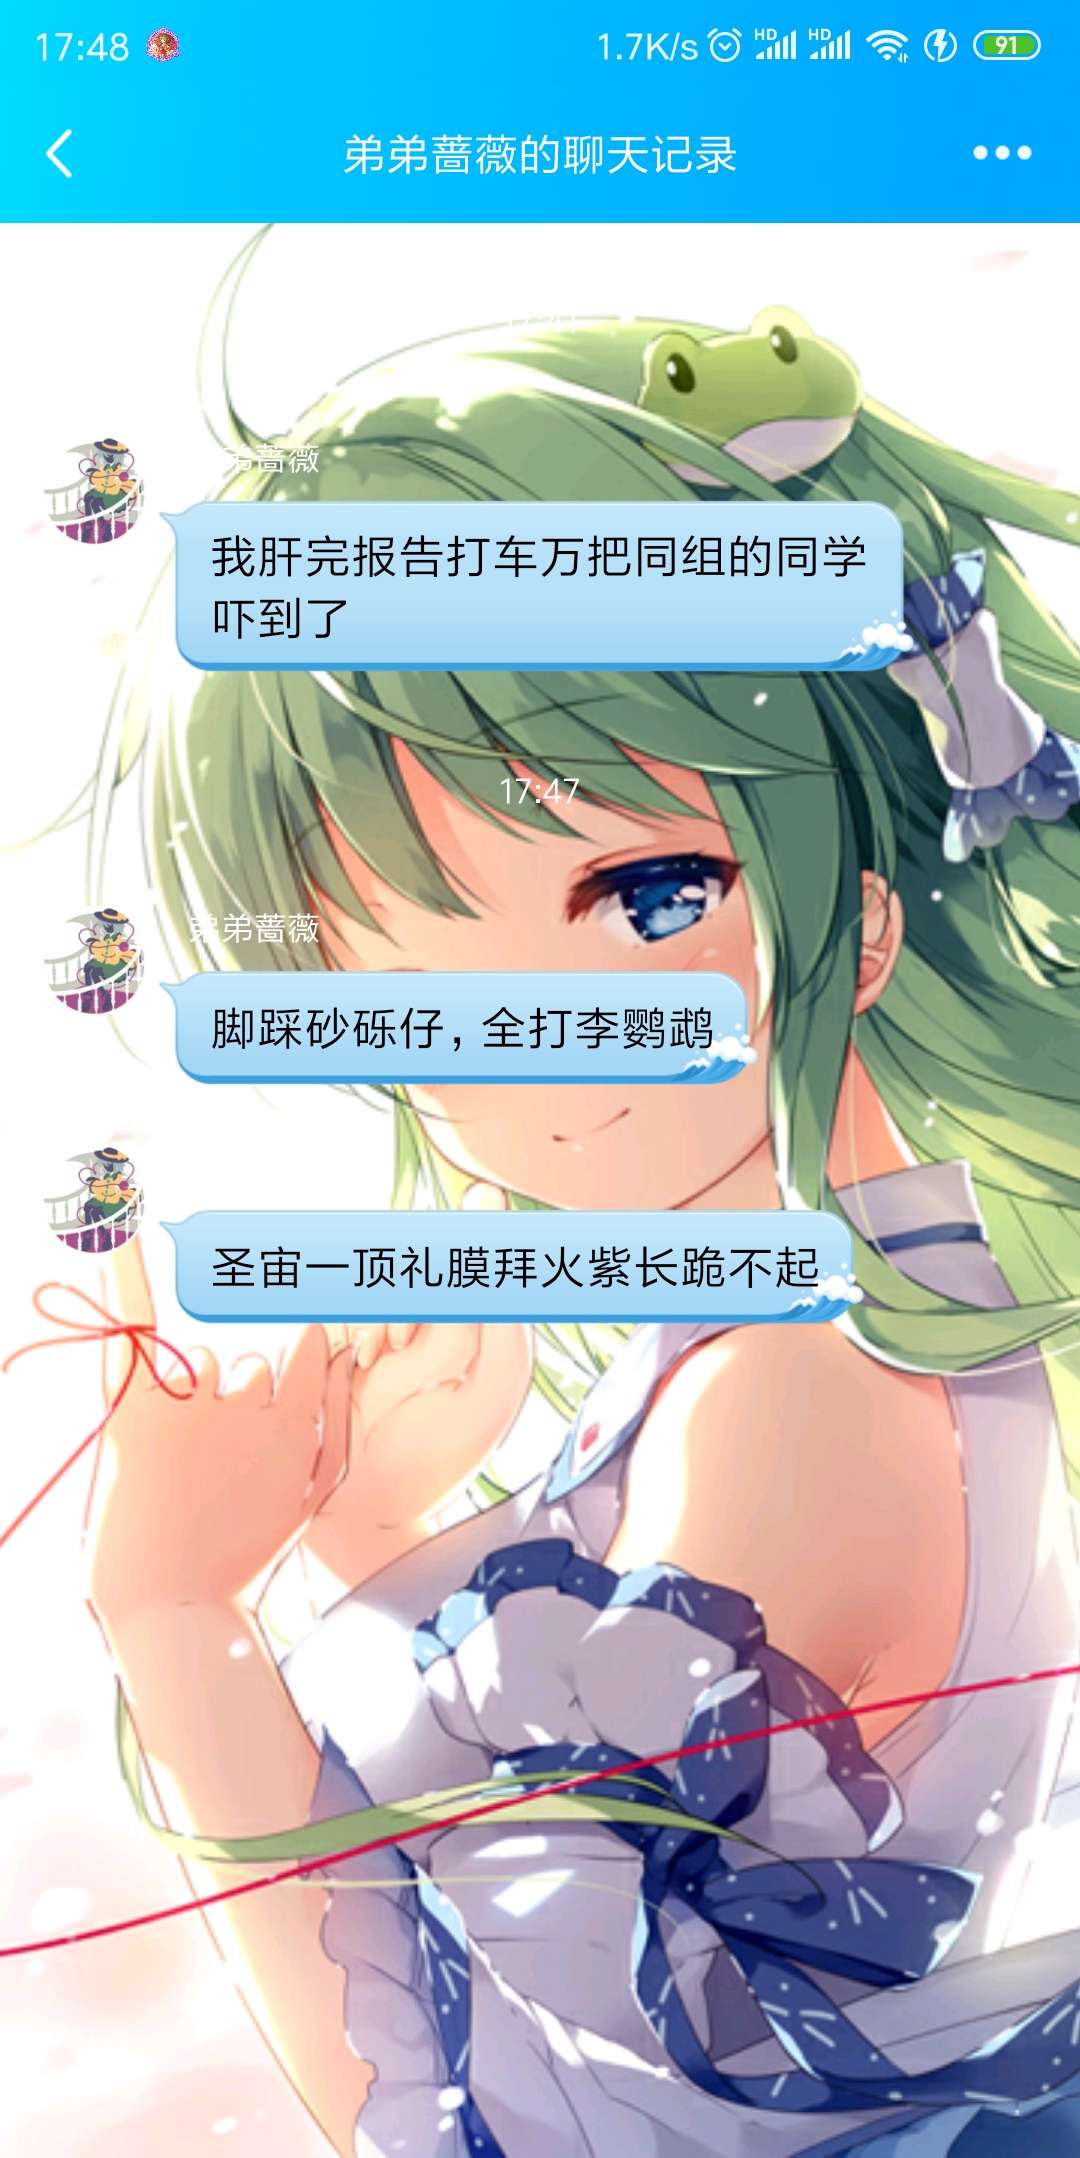 17:48
1.7K/s HD HD 91
弟弟蔷薇的聊天记录
弟蔷薇
我肝完报告打车万把同组的同学
吓到了
17:47
弟弟蔷薇
脚踩砂砾仔，全打李鹦鹉
圣宙一顶礼膜拜火紫长跪不起